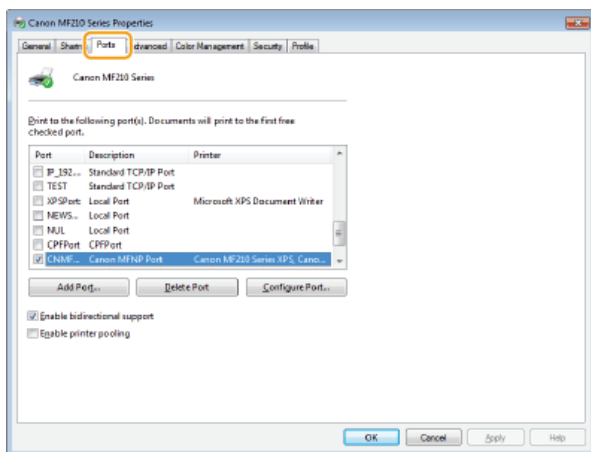 Canon MF210 Series Properties
General Sharin Ports dvanced Color Management Security Profile
Canon MF210 Series
Print to the following port(s). Documents will print to the first free
checked port.
Port Description Printer
IP_192... Standard TCP/IP Port
TEST Standard TCP/IP Port
XPSPort: Local Port Microsoft XPS Document Writer
NEWS... Local Port
NUL Local Port
CPFPort CPFPort
CNMF... Canon MFNP Port Canon MF210 Series XPS, Cano...
Add Port... Delete Port Configure Port...
Enable bidirectional support
Enable printer pooling
OK Cancel Apply Help